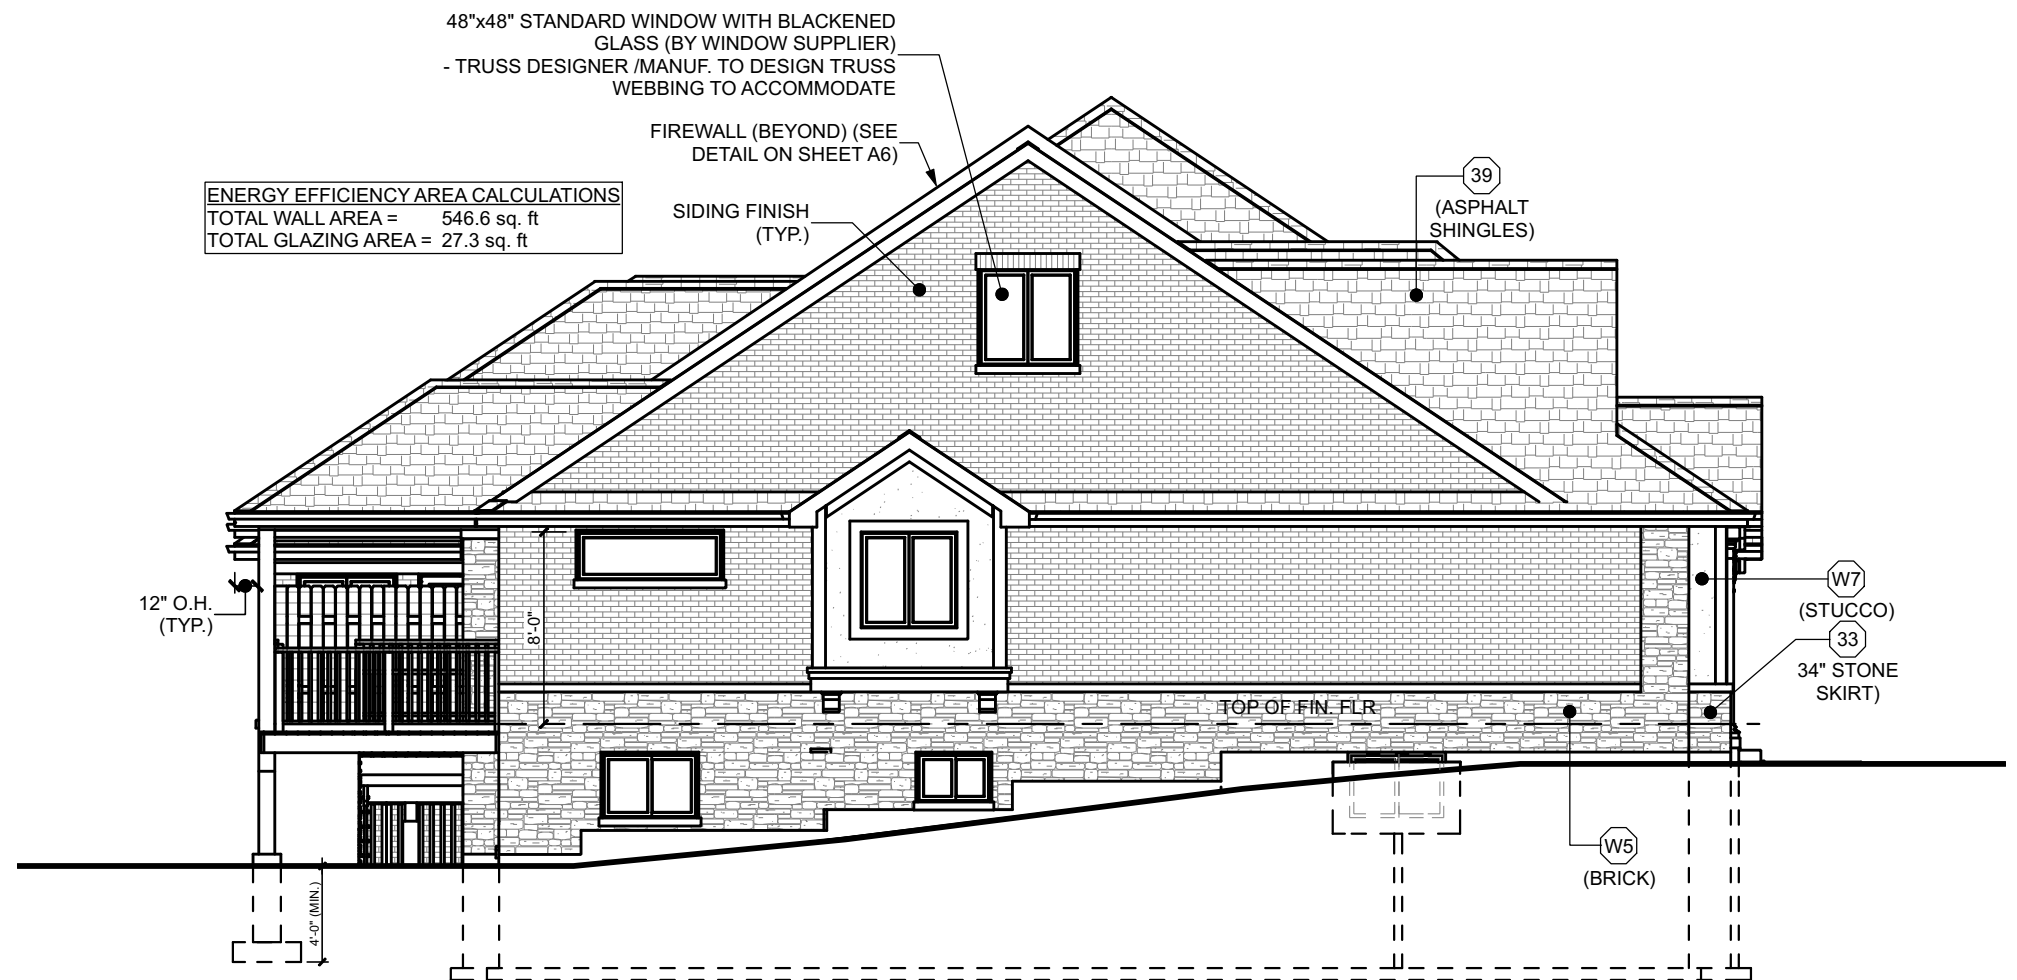 48"x48" STANDARD WINDOW WITH BLACKENED
GLASS (BY WINDOW SUPPLIER)
- TRUSS DESIGNER /MANUF. TO DESIGN TRUSS
WEBBING TO ACCOMMODATE
FIREWALL (BEYOND) (SEE
DETAIL ON SHEET A6)
ENERGY EFFICIENCY AREA CALCULATIONS
TOTAL WALL AREA = 546.6 sq. ft
TOTAL GLAZING AREA = 27.3 sq. ft
SIDING FINISH
(TYP.)
39
(ASPHALT
SHINGLES)
12" O.H.
(TYP.)
8'-0"
W7
(STUCCO)
33
34" STONE
SKIRT)
TOP OF FIN. FLR
W5
(BRICK)
4'-0" (MIN.)